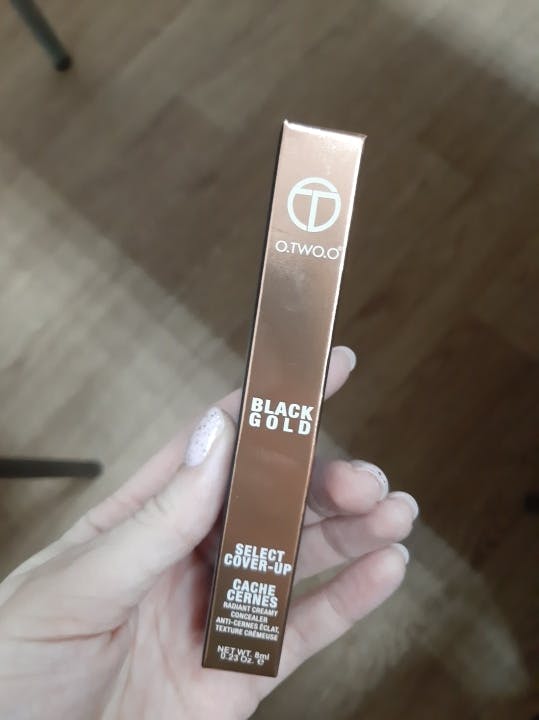 O.TWO.O®
BLACK
GOLD
SELECT
COVER-UP
CACHE
CERNES
RADIANT CREAMY
CONCEALER
ANTI-CERNES ÉCLAT,
TEXTURE CRÉMEUSE
NET WT. 8ml
0.23 Oz. e